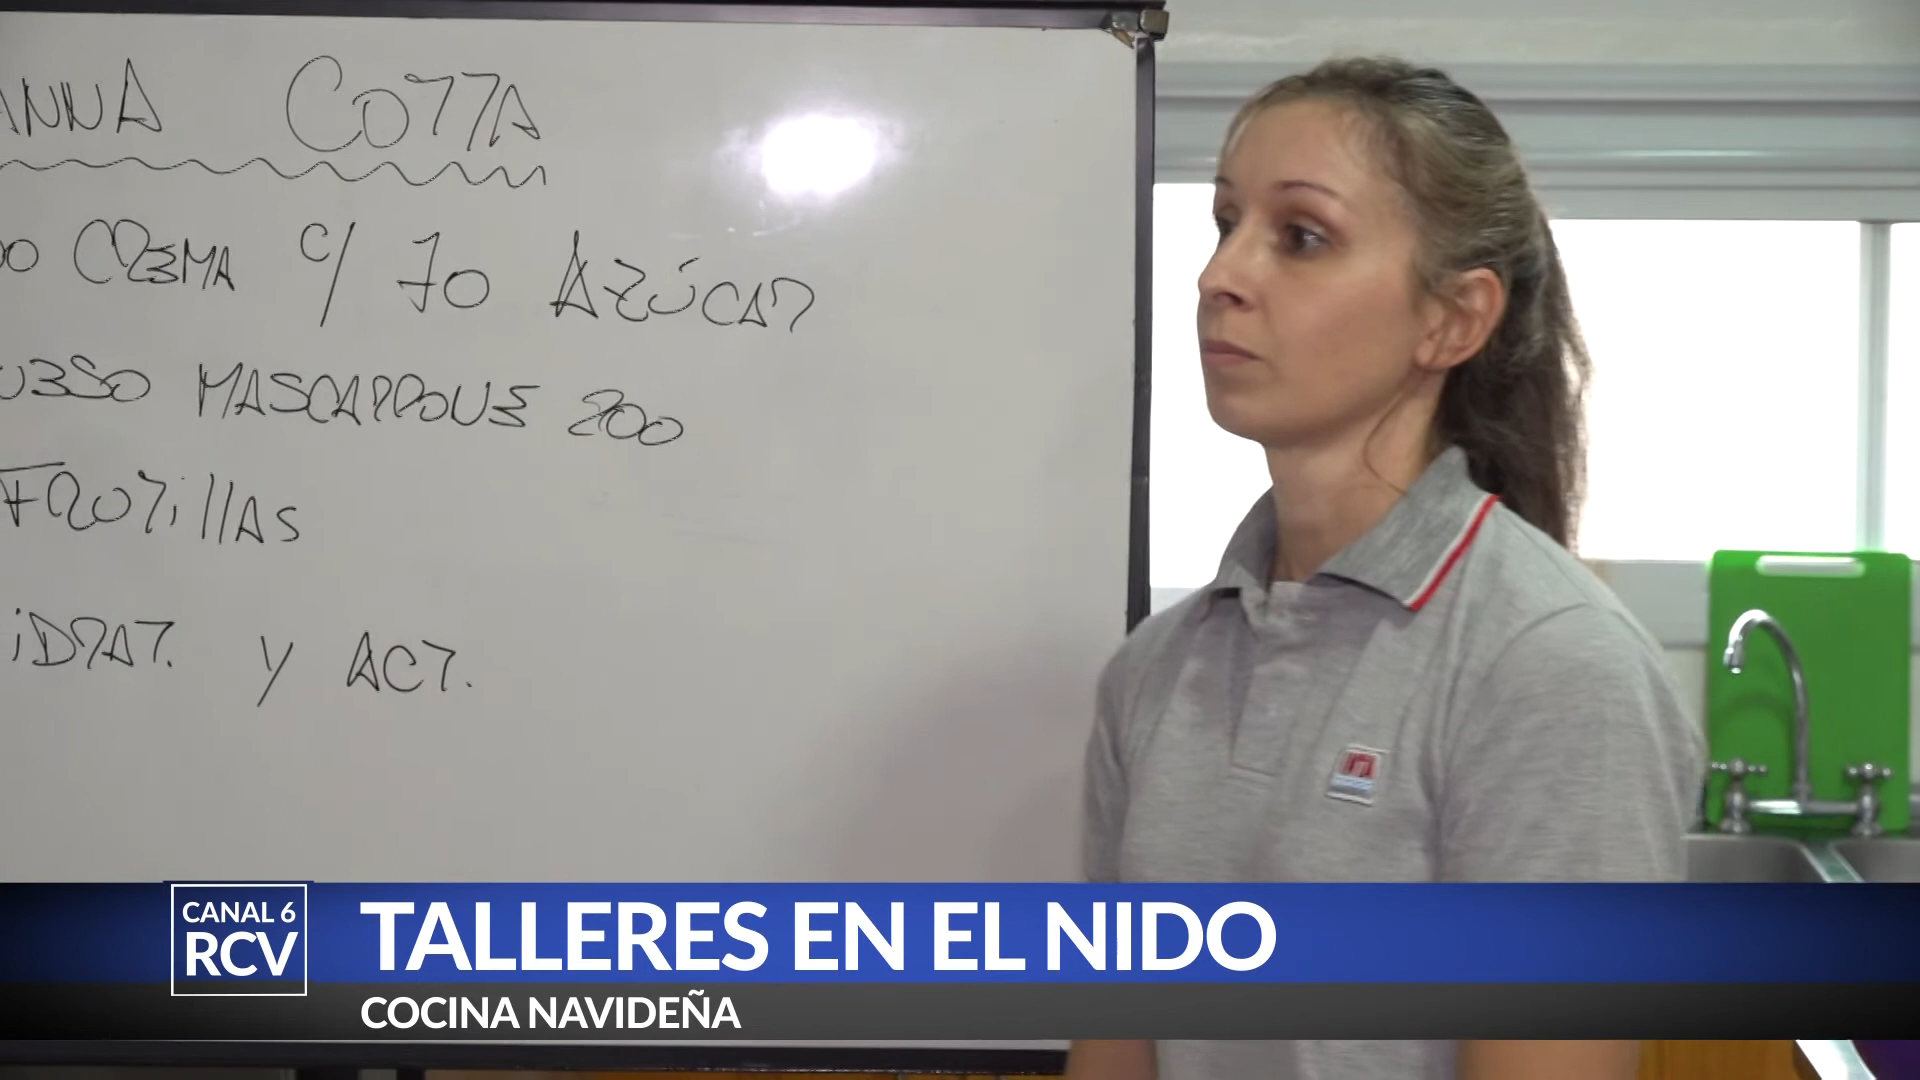 ANNA COTTA
CREMA c/ 70 AZÚCAR
UESO MASCARPONE 200
FRUTILLAS
iDRAT. Y ACT.
CANAL 6
RCV
TALLERES EN EL NIDO
COCINA NAVIDEÑA